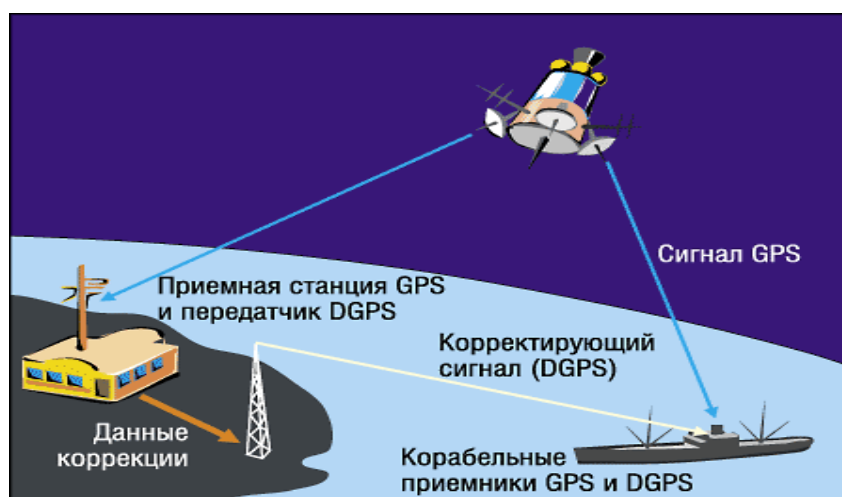 Сигнал GPS
Приемная станция GPS
и передатчик DGPS
Корректирующий
сигнал (DGPS)
Данные
коррекции
Корабельные
приемники GPS и DGPS